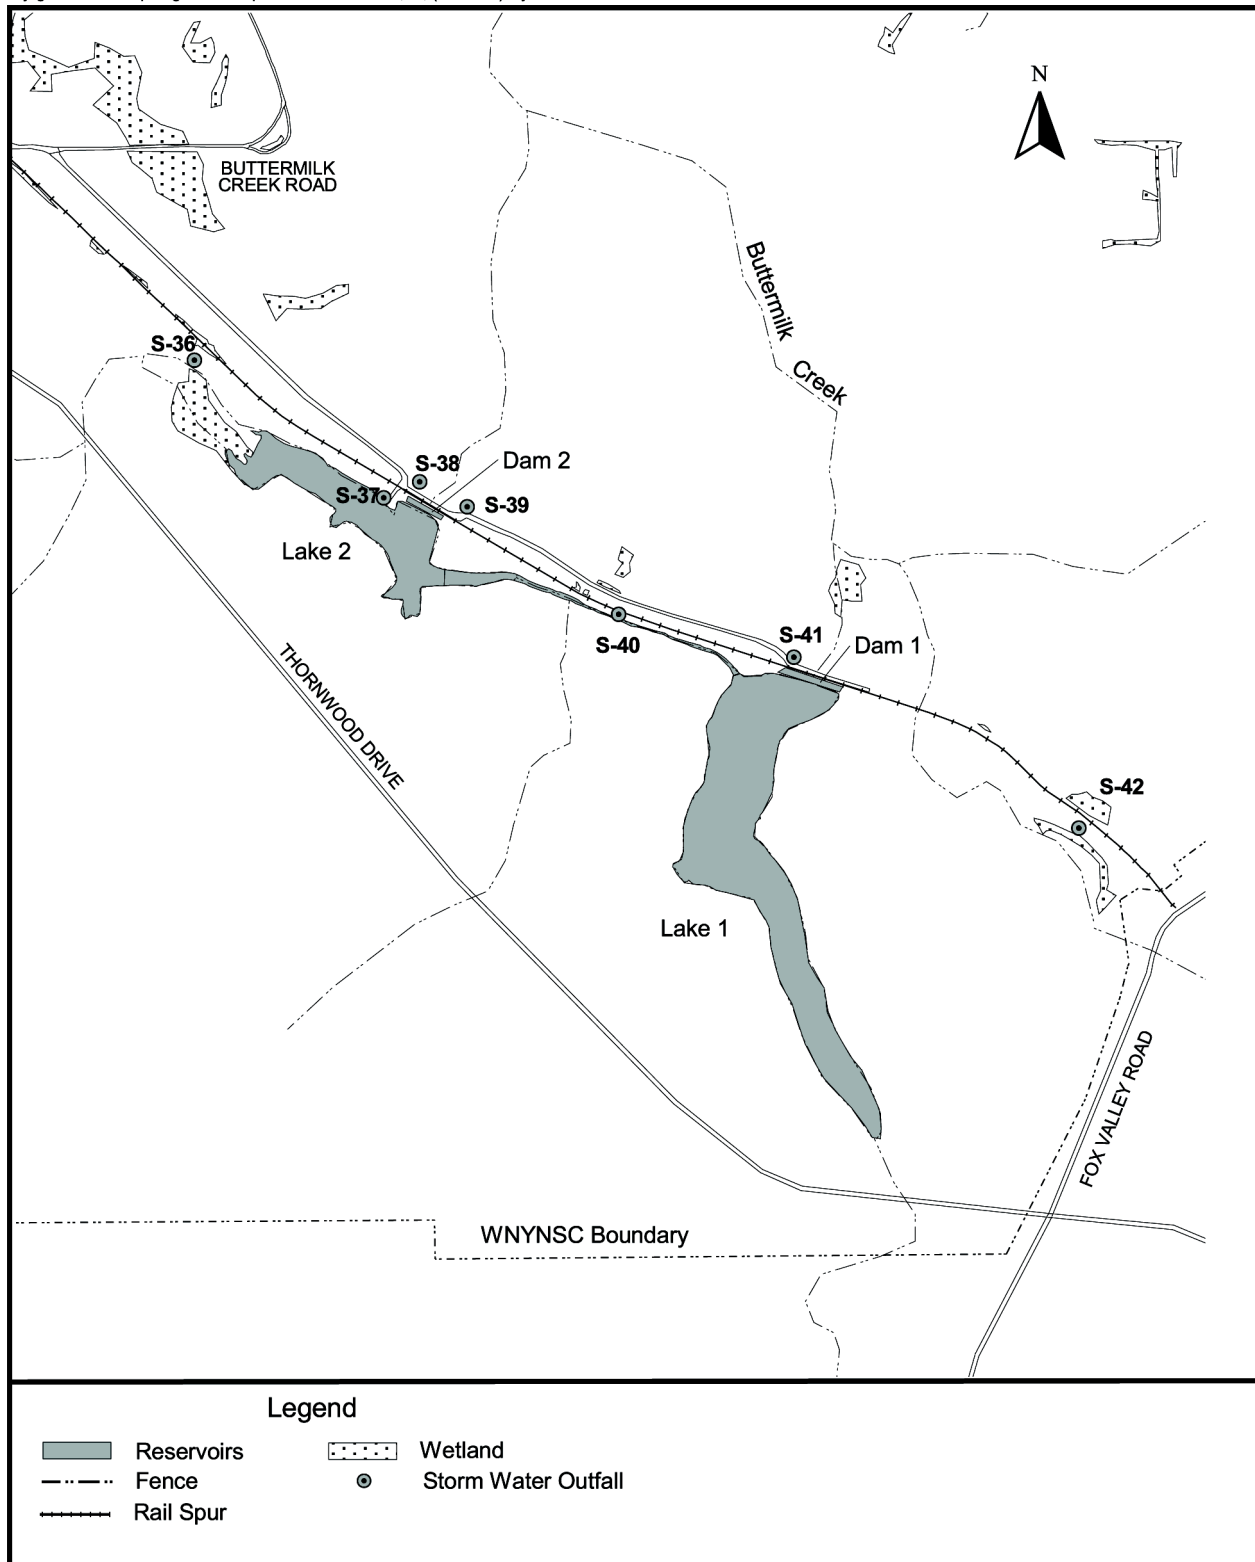 N
BUTTERMILK
CREEK ROAD
Buttermilk
Creek
S-36
S-38
Dam 2
S-37
S-39
Lake 2
S-40
S-41
Dam 1
THORNWOOD DRIVE
S-42
Lake 1
FOX VALLEY ROAD
WNYNSC Boundary
Legend
Reservoirs
Wetland
Fence
Storm Water Outfall
Rail Spur